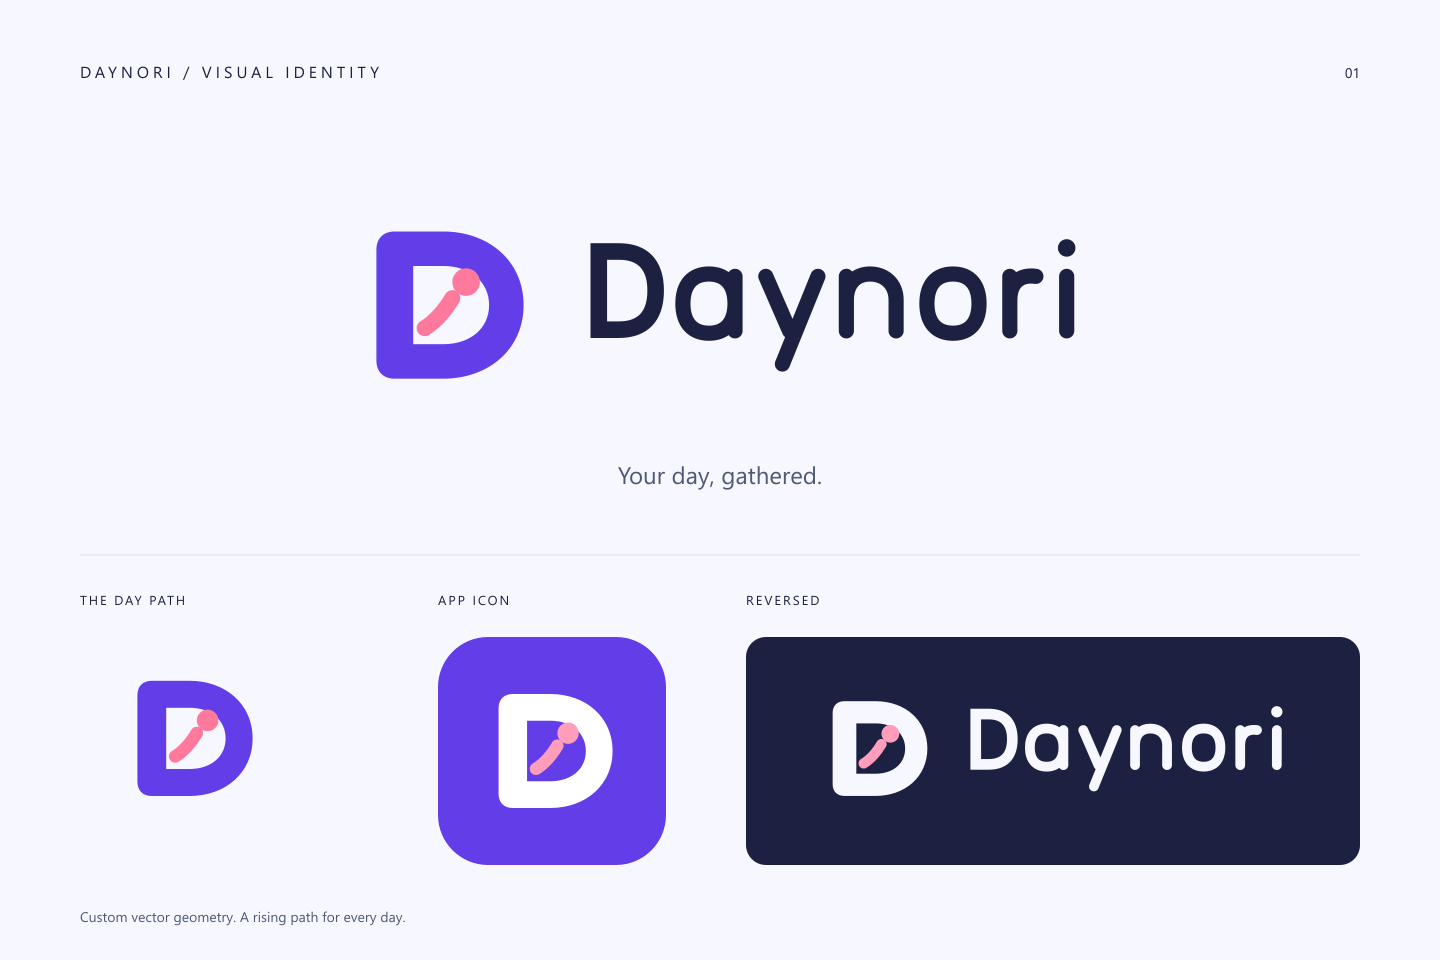 DAYNORI / VISUAL IDENTITY
01
D Daynori
Your day, gathered.
THE DAY PATH
APP ICON
REVERSED
D
D
D Daynori
Custom vector geometry. A rising path for every day.